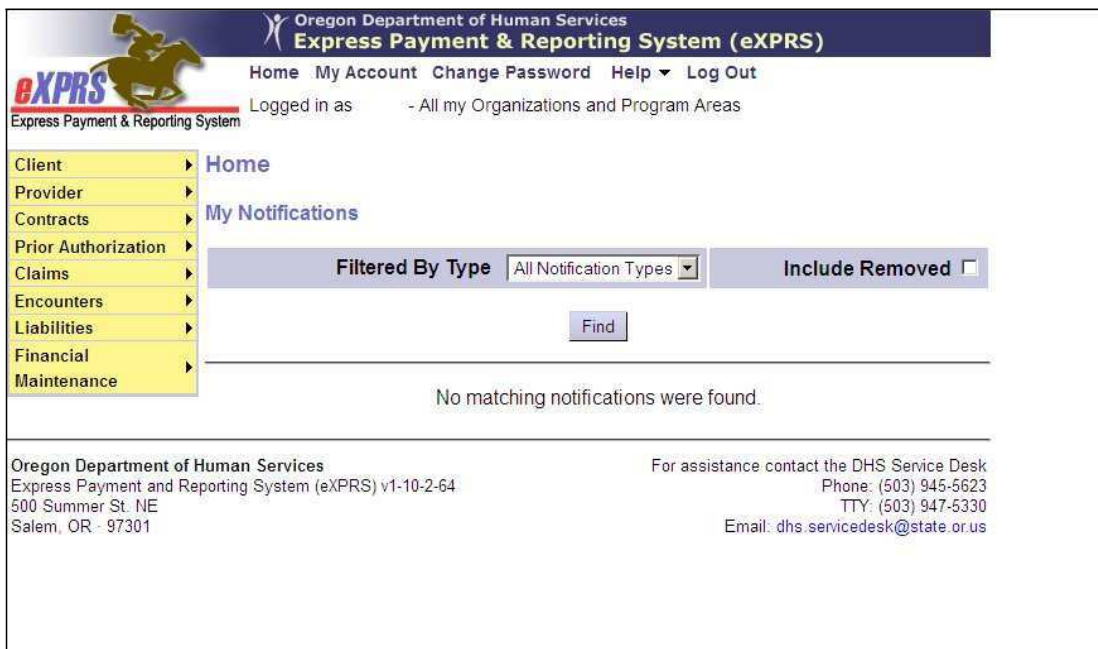 Oregon Department of Human Services
Express Payment & Reporting System (eXPRS)
eXPRS
Express Payment & Reporting System
Home My Account Change Password Help Log Out
Logged in as - All my Organizations and Program Areas
Client
Provider
Contracts
Prior Authorization
Claims
Encounters
Liabilities
Financial
Maintenance
Home
My Notifications
Filtered By Type All Notification Types Include Removed
Find
No matching notifications were found.
Oregon Department of Human Services
Express Payment and Reporting System (eXPRS) v1-10-2-64
500 Summer St. NE
Salem, OR - 97301
For assistance contact the DHS Service Desk
Phone: (503) 945-5623
TTY: (503) 947-5330
Email: dhs.servicedesk@state.or.us